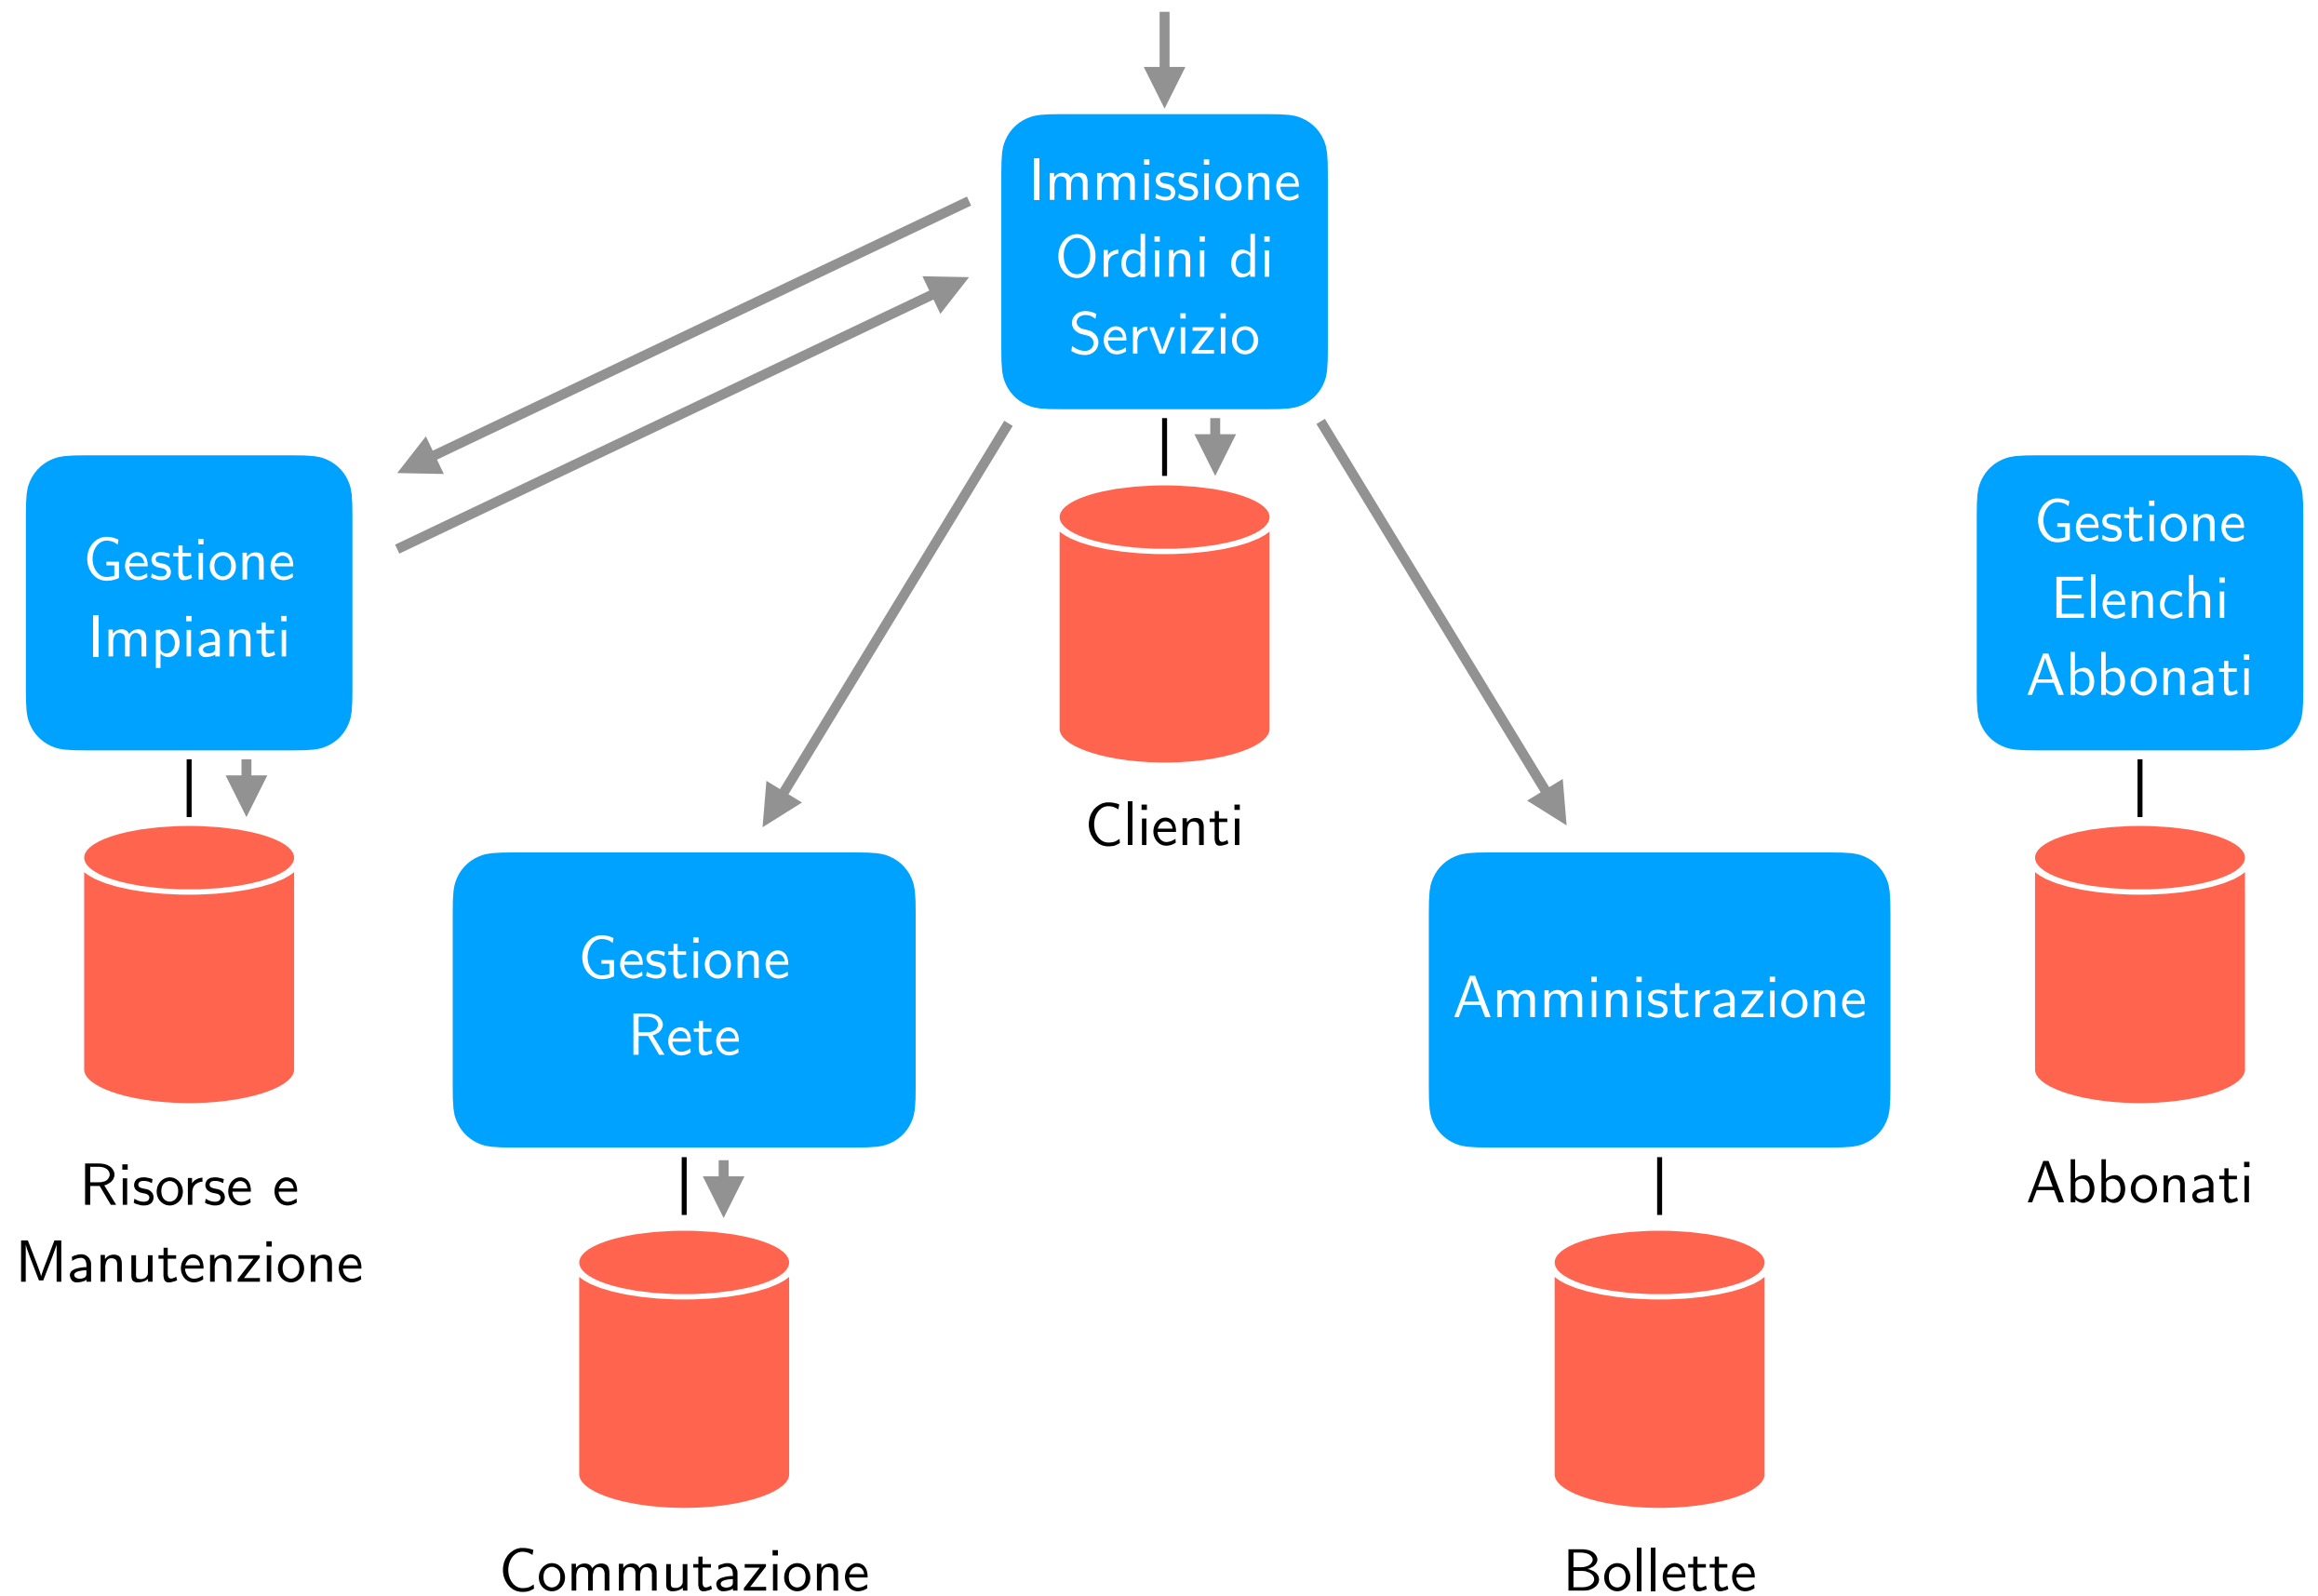 Immissione
Ordini di
Servizio
Gestione
Impianti
Gestione
Elenchi
Abbonati
Clienti
Gestione
Rete
Amministrazione
Risorse e
Manutenzione
Abbonati
Commutazione
Bollette